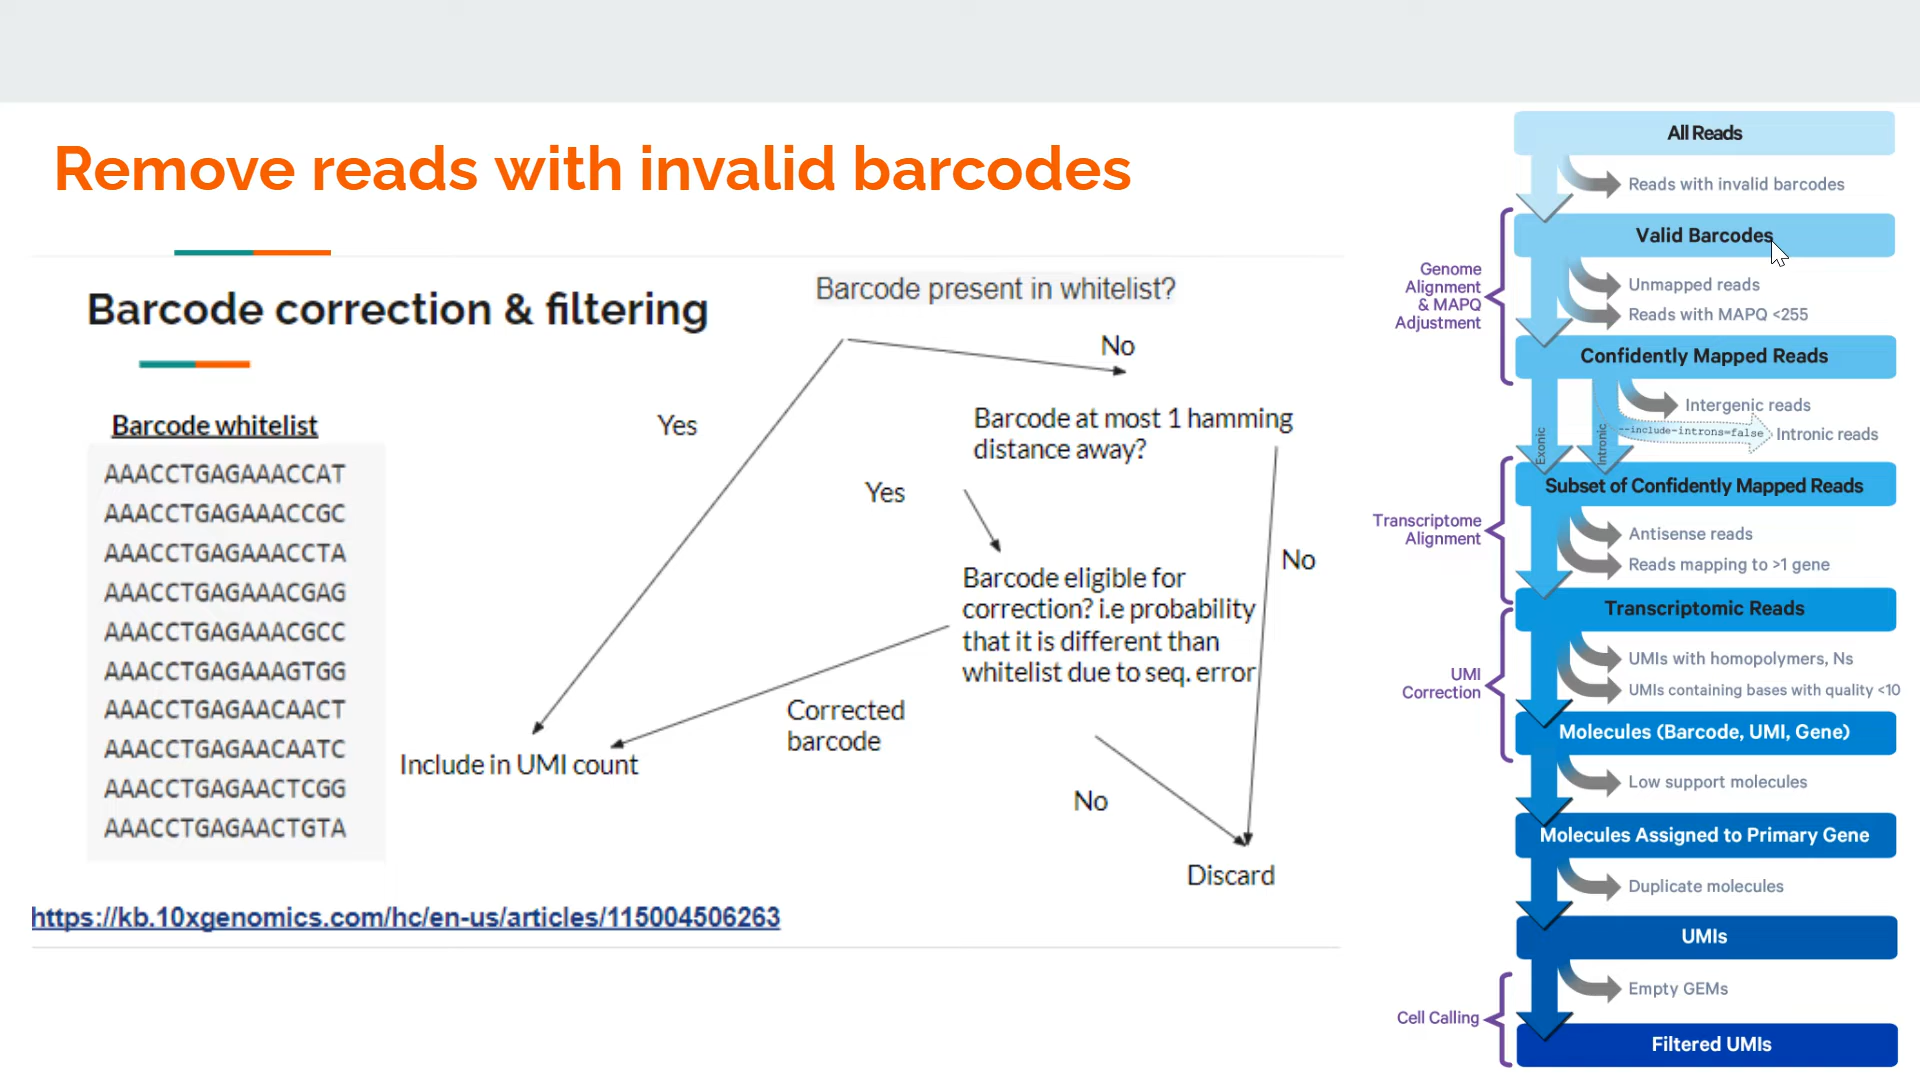 Remove reads with invalid barcodes
Barcode correction & filtering
Barcode whitelist
AAACCTGAGAAACCAT
AAACCTGAGAAACCGC
AAACCTGAGAAACCTA
AAACCTGAGAAACGAG
AAACCTGAGAAACGCC
AAACCTGAGAAAGTGG
AAACCTGAGAACAACT
AAACCTGAGAACAATC
AAACCTGAGAACTCGG
AAACCTGAGAACTGTA
Barcode present in whitelist?
No
Yes
Barcode at most 1 hamming
distance away?
Yes
No
Barcode eligible for
correction? i.e probability
that it is different than
whitelist due to seq. error
Corrected
barcode
Include in UMI count
No
Discard
https://kb.10xgenomics.com/hc/en-us/articles/115004506263
All Reads
Reads with invalid barcodes
Valid Barcodes
Genome
Alignment
& MAPQ
Adjustment
Unmapped reads
Reads with MAPQ <255
Confidently Mapped Reads
Intergenic reads
Exonic
Intronic
--include-introns=false
Intronic reads
Subset of Confidently Mapped Reads
Transcriptome
Alignment
Antisense reads
Reads mapping to >1 gene
Transcriptomic Reads
UMI
Correction
UMIs with homopolymers, Ns
UMIs containing bases with quality <10
Molecules (Barcode, UMI, Gene)
Low support molecules
Molecules Assigned to Primary Gene
Duplicate molecules
UMIs
Empty GEMs
Cell Calling
Filtered UMIs